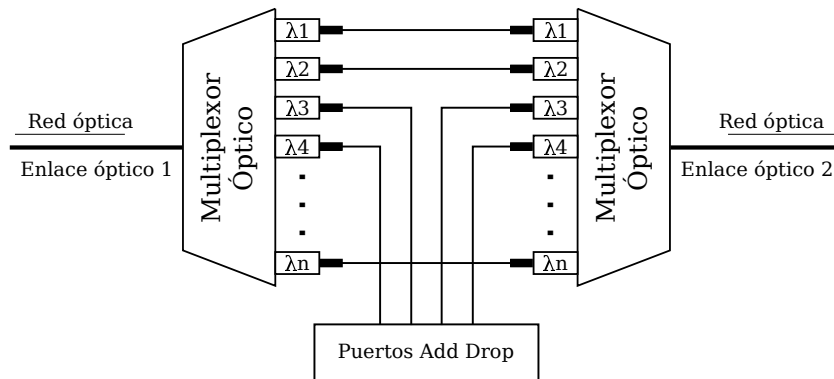 λ1
λ1
λ2
λ2
λ3
λ3
Red óptica
Red óptica
λ4
λ4
Enlace óptico 1
Multiplexor
Óptico
Multiplexor
Óptico
Enlace óptico 2
λn
λn
Puertos Add Drop